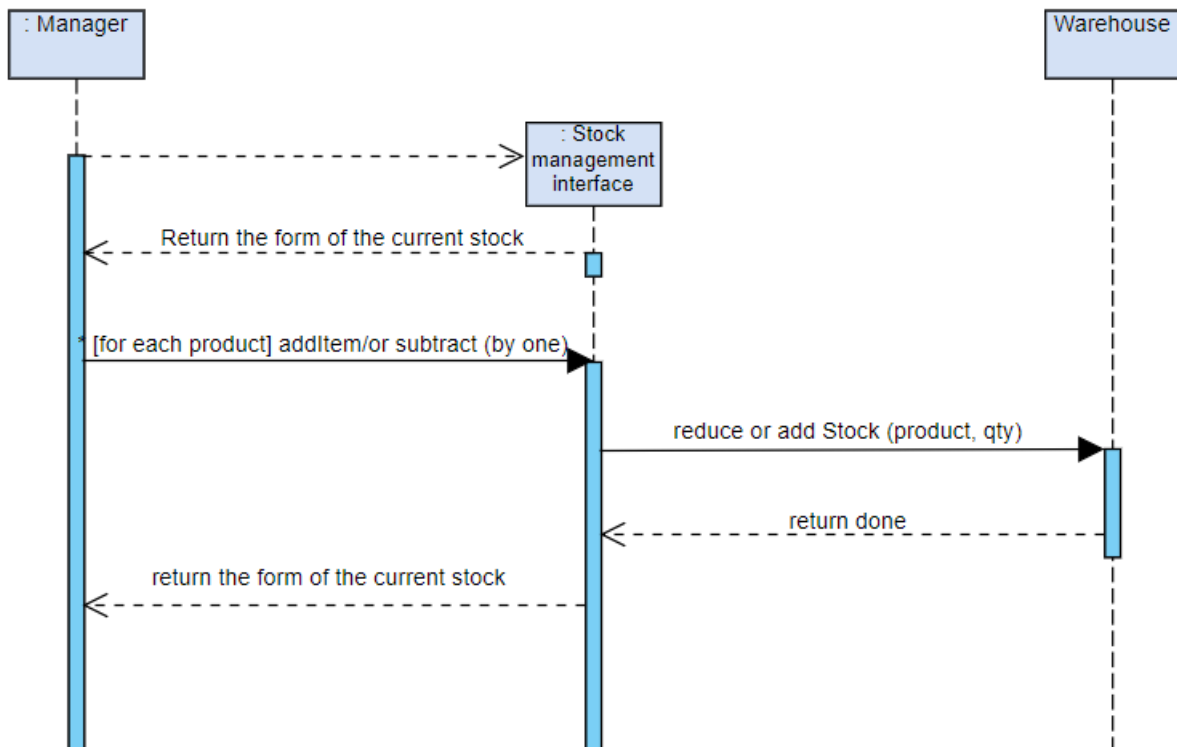 : Manager
Warehouse
: Stock
management
interface
Return the form of the current stock
* [for each product] addItem/or subtract (by one)
reduce or add Stock (product, qty)
return done
return the form of the current stock